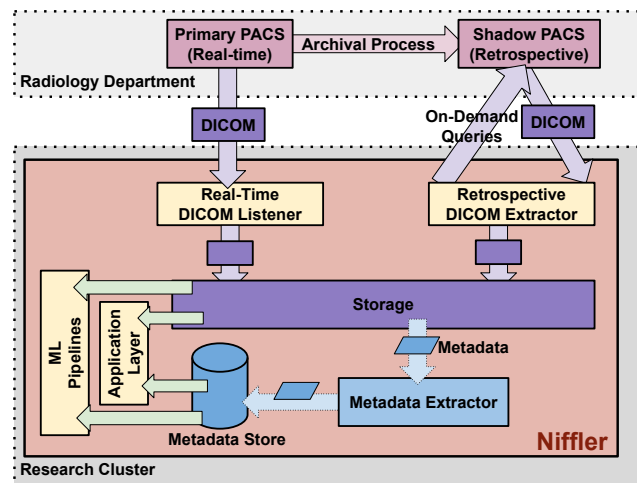 Primary PACS
(Real-time)
Archival Process
Shadow PACS
(Retrospective)
Radiology Department
DICOM
On-Demand
Queries
DICOM
Real-Time
DICOM Listener
Retrospective
DICOM Extractor
Storage
ML
Pipelines
Application
Layer
Metadata
Metadata Extractor
Metadata Store
Niffler
Research Cluster